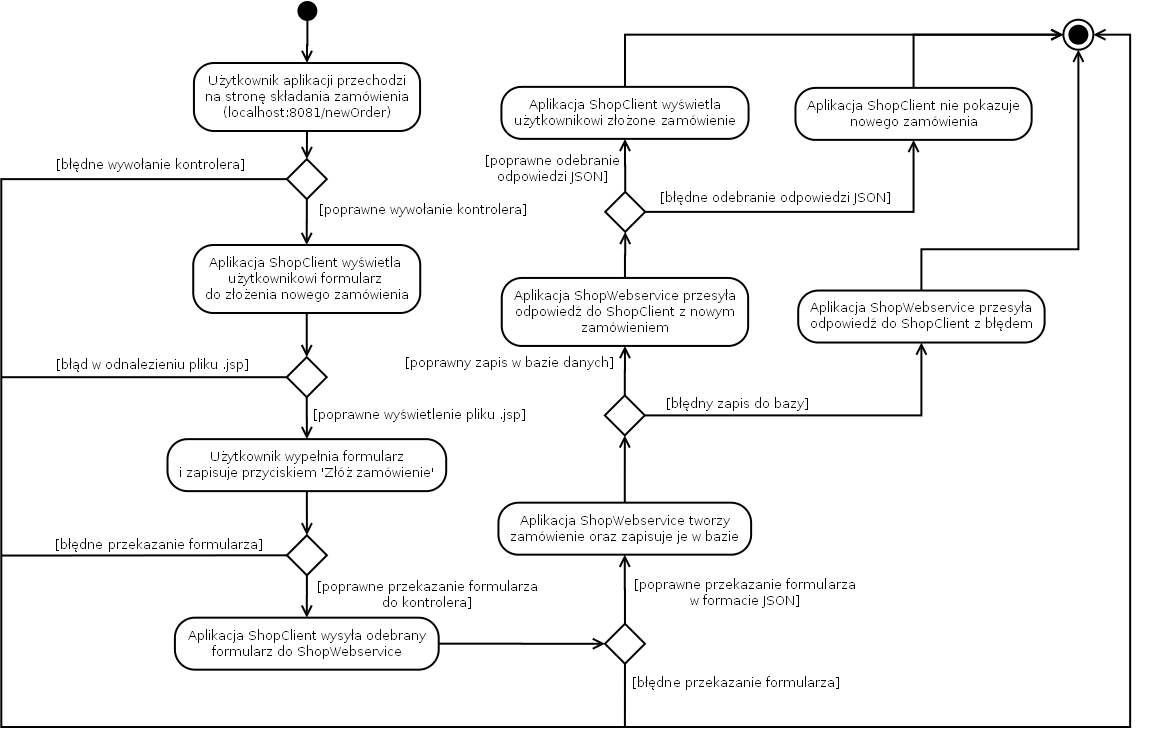 Użytkownik aplikacji przechodzi
na stronę składania zamówienia
(localhost:8081/newOrder)
[błędne wywołanie kontrolera]
[poprawne wywołanie kontrolera]
Aplikacja ShopClient wyświetla
użytkownikowi formularz
do złożenia nowego zamówienia
[błąd w odnalezieniu pliku .jsp]
[poprawne wyświetlenie pliku .jsp]
Użytkownik wypełnia formularz
i zapisuje przyciskiem 'Złóż zamówienie'
[błędne przekazanie formularza]
[poprawne przekazanie formularza
do kontrolera]
Aplikacja ShopClient wysyła odebrany
formularz do ShopWebservice
[błędne przekazanie formularza]
[poprawne przekazanie formularza
w formacie JSON]
Aplikacja ShopWebservice tworzy
zamówienie oraz zapisuje je w bazie
[błędny zapis do bazy]
[poprawny zapis w bazie danych]
Aplikacja ShopWebservice przesyła
odpowiedź do ShopClient z nowym
zamówieniem
Aplikacja ShopWebservice przesyła
odpowiedź do ShopClient z błędem
[błędne odebranie odpowiedzi JSON]
[poprawne odebranie
odpowiedzi JSON]
Aplikacja ShopClient wyświetla
użytkownikowi złożone zamówienie
Aplikacja ShopClient nie pokazuje
nowego zamówienia